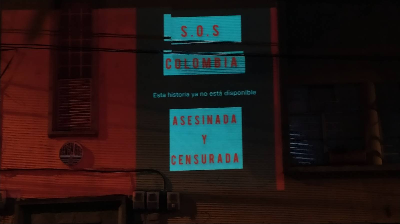 S.O.S
COLOMBIA
Esta historia ya no está disponible
ASESINADA
Y
CENSURADA